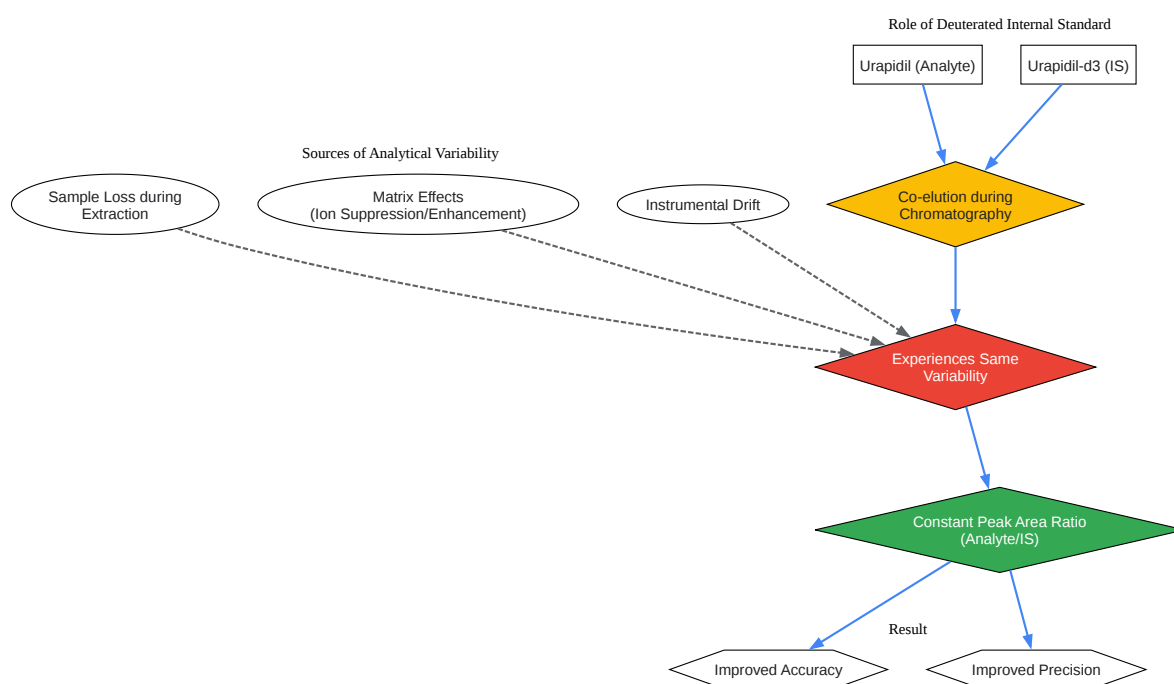 Role of Deuterated Internal Standard
Urapidil (Analyte)
Urapidil-d3 (IS)
Sources of Analytical Variability
Sample Loss during
Extraction
Matrix Effects
(Ion Suppression/Enhancement)
Instrumental Drift
Co-elution during
Chromatography
Experiences Same
Variability
Constant Peak Area Ratio
(Analyte/IS)
Result
Improved Accuracy
Improved Precision